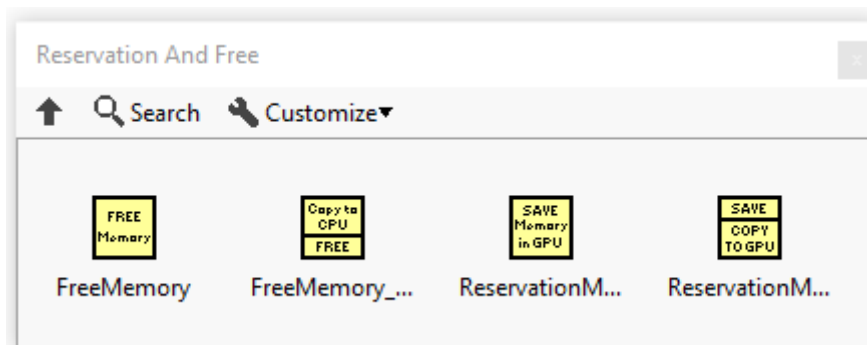 Reservation And Free
x
Search Customize
FREE
Memory
Copy to
CPU
FREE
SAVE
Memory
in GPU
SAVE
COPY
TO GPU
FreeMemory FreeMemory_... ReservationM... ReservationM...